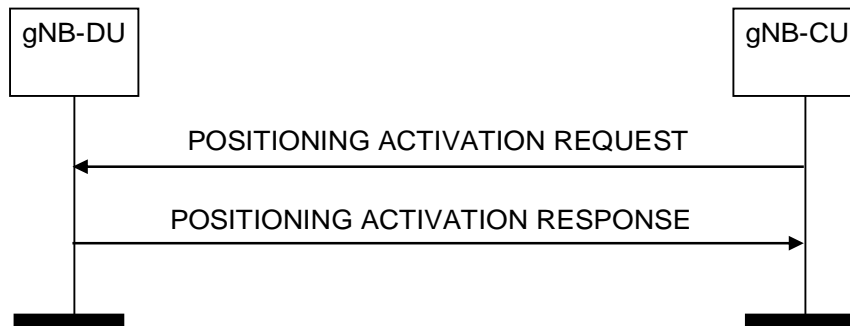 gNB-DU
gNB-CU
POSITIONING ACTIVATION REQUEST
POSITIONING ACTIVATION RESPONSE